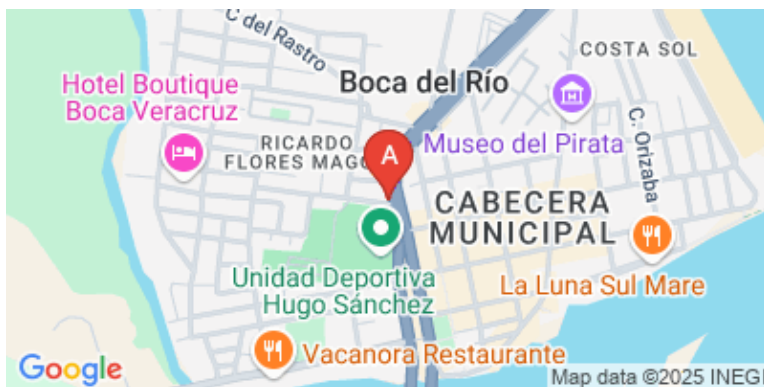 C del Rastro
COSTA SOL
Boca del Río
Hotel Boutique
Boca Veracruz
C. Orizaba
RICARDO
FLORES MAGO
A
Museo del Pirata
CABECERA
MUNICIPAL
Unidad Deportiva
Hugo Sánchez
La Luna Sul Mare
Vacanora Restaurante
Google
Map data ©2025 INEGI